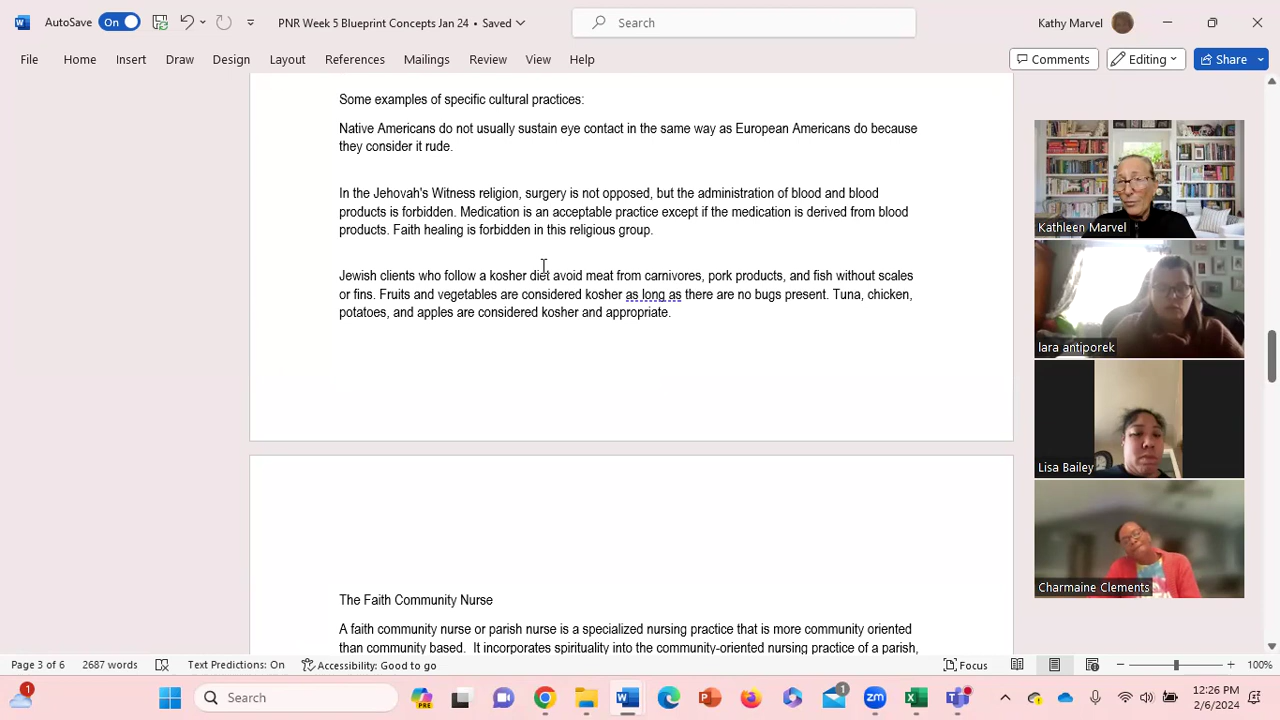 AutoSave On PNR Week 5 Blueprint Concepts Jan 24 • Saved Search Kathy Marvel
File Home Insert Draw Design Layout References Mailings Review View Help Comments Editing Share
Some examples of specific cultural practices:
Native Americans do not usually sustain eye contact in the same way as European Americans do because
they consider it rude.
In the Jehovah's Witness religion, surgery is not opposed, but the administration of blood and blood
products is forbidden. Medication is an acceptable practice except if the medication is derived from blood
products. Faith healing is forbidden in this religious group.
Jewish clients who follow a kosher diet avoid meat from carnivores, pork products, and fish without scales
or fins. Fruits and vegetables are considered kosher as long as there are no bugs present. Tuna, chicken,
potatoes, and apples are considered kosher and appropriate.
The Faith Community Nurse
A faith community nurse or parish nurse is a specialized nursing practice that is more community oriented
than community based. It incorporates spirituality into the community-oriented nursing practice of a parish,
Kathleen Marvel
lara antiporek
Lisa Bailey
Charmaine Clements
Page 3 of 6 2687 words Text Predictions: On Accessibility: Good to go Focus 100%
1 Search PRE 1 zm 12:26 PM
2/6/2024